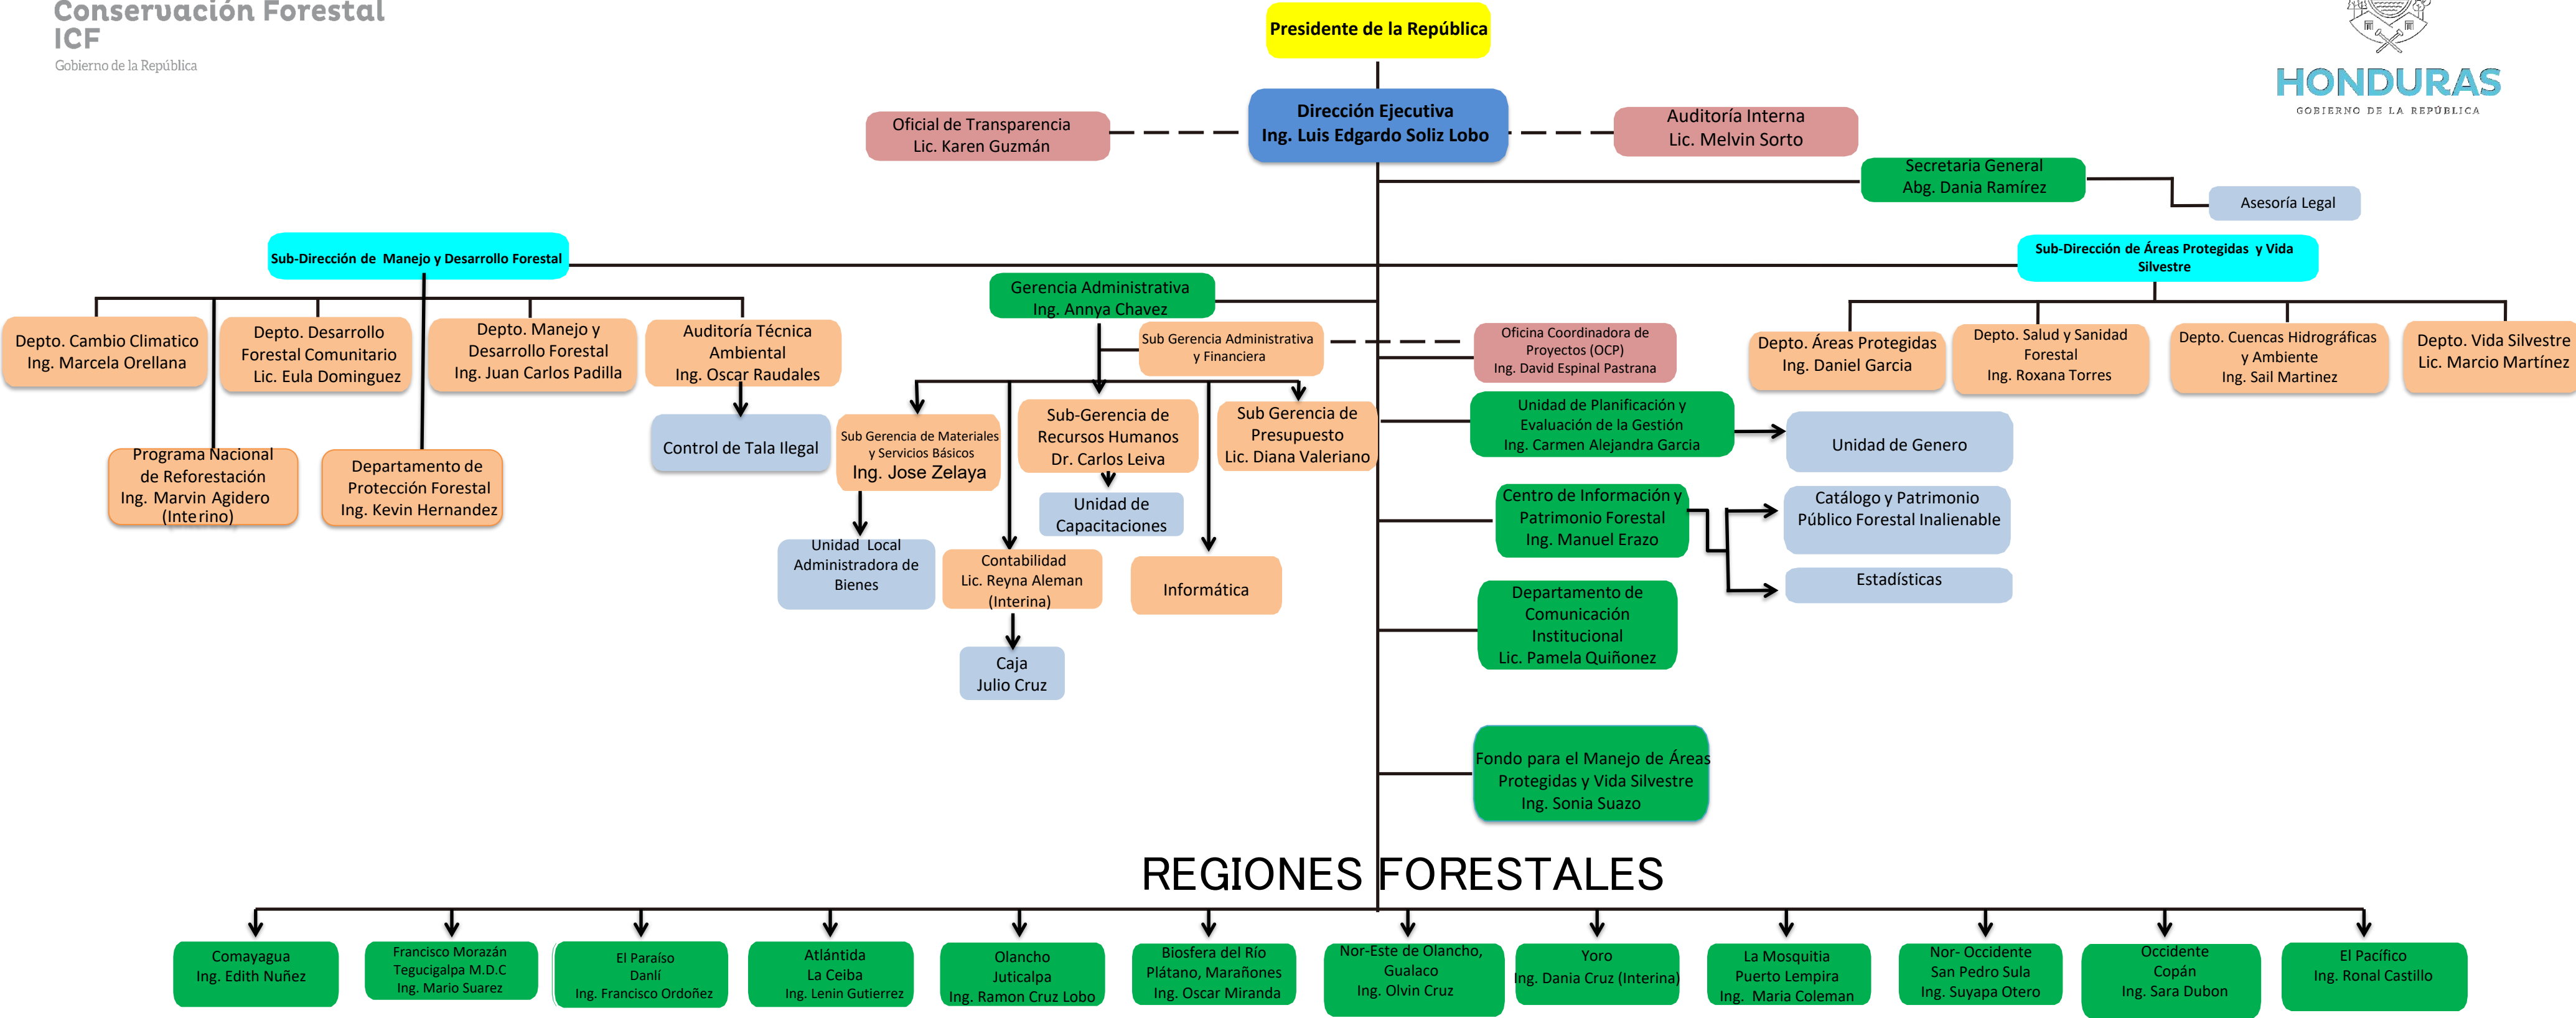 Conservación Forestal
ICF
Gobierno de la República
HONDURAS
GOBIERNO DE LA REPÚBLICA
Presidente de la República
Dirección Ejecutiva
Ing. Luis Edgardo Soliz Lobo
Oficial de Transparencia
Lic. Karen Guzmán
Auditoría Interna
Lic. Melvin Sorto
Secretaria General
Abg. Dania Ramírez
Asesoría Legal
Sub-Dirección de Manejo y Desarrollo Forestal
Sub-Dirección de Áreas Protegidas y Vida
Silvestre
Gerencia Administrativa
Ing. Annya Chavez
Sub Gerencia Administrativa
y Financiera
Oficina Coordinadora de
Proyectos (OCP)
Ing. David Espinal Pastrana
Depto. Cambio Climatico
Ing. Marcela Orellana
Depto. Desarrollo
Forestal Comunitario
Lic. Eula Dominguez
Depto. Manejo y
Desarrollo Forestal
Ing. Juan Carlos Padilla
Auditoría Técnica
Ambiental
Ing. Oscar Raudales
Depto. Áreas Protegidas
Ing. Daniel Garcia
Depto. Salud y Sanidad
Forestal
Ing. Roxana Torres
Depto. Cuencas Hidrográficas
y Ambiente
Ing. Sail Martinez
Depto. Vida Silvestre
Lic. Marcio Martínez
Programa Nacional
de Reforestación
Ing. Marvin Agidero
(Interino)
Departamento de
Protección Forestal
Ing. Kevin Hernandez
Control de Tala Ilegal
Sub Gerencia de Materiales
y Servicios Básicos
Ing. Jose Zelaya
Sub-Gerencia de
Recursos Humanos
Dr. Carlos Leiva
Sub Gerencia de
Presupuesto
Lic. Diana Valeriano
Unidad de Planificación y
Evaluación de la Gestión
Ing. Carmen Alejandra Garcia
Unidad de Genero
Unidad de
Capacitaciones
Centro de Información y
Patrimonio Forestal
Ing. Manuel Erazo
Catálogo y Patrimonio
Público Forestal Inalienable
Estadísticas
Unidad Local
Administradora de
Bienes
Contabilidad
Lic. Reyna Aleman
(Interina)
Informática
Caja
Julio Cruz
Departamento de
Comunicación
Institucional
Lic. Pamela Quiñonez
Fondo para el Manejo de Áreas
Protegidas y Vida Silvestre
Ing. Sonia Suazo
REGIONES FORESTALES
Comayagua
Ing. Edith Nuñez
Francisco Morazán
Tegucigalpa M.D.C
Ing. Mario Suarez
El Paraíso
Danlí
Ing. Francisco Ordoñez
Atlántida
La Ceiba
Ing. Lenin Gutierrez
Olancho
Juticalpa
Ing. Ramon Cruz Lobo
Biosfera del Río
Plátano, Marañones
Ing. Oscar Miranda
Nor-Este de Olancho,
Gualaco
Ing. Olvin Cruz
Yoro
Ing. Dania Cruz (Interina)
La Mosquitia
Puerto Lempira
Ing. Maria Coleman
Nor- Occidente
San Pedro Sula
Ing. Suyapa Otero
Occidente
Copán
Ing. Sara Dubon
El Pacífico
Ing. Ronal Castillo